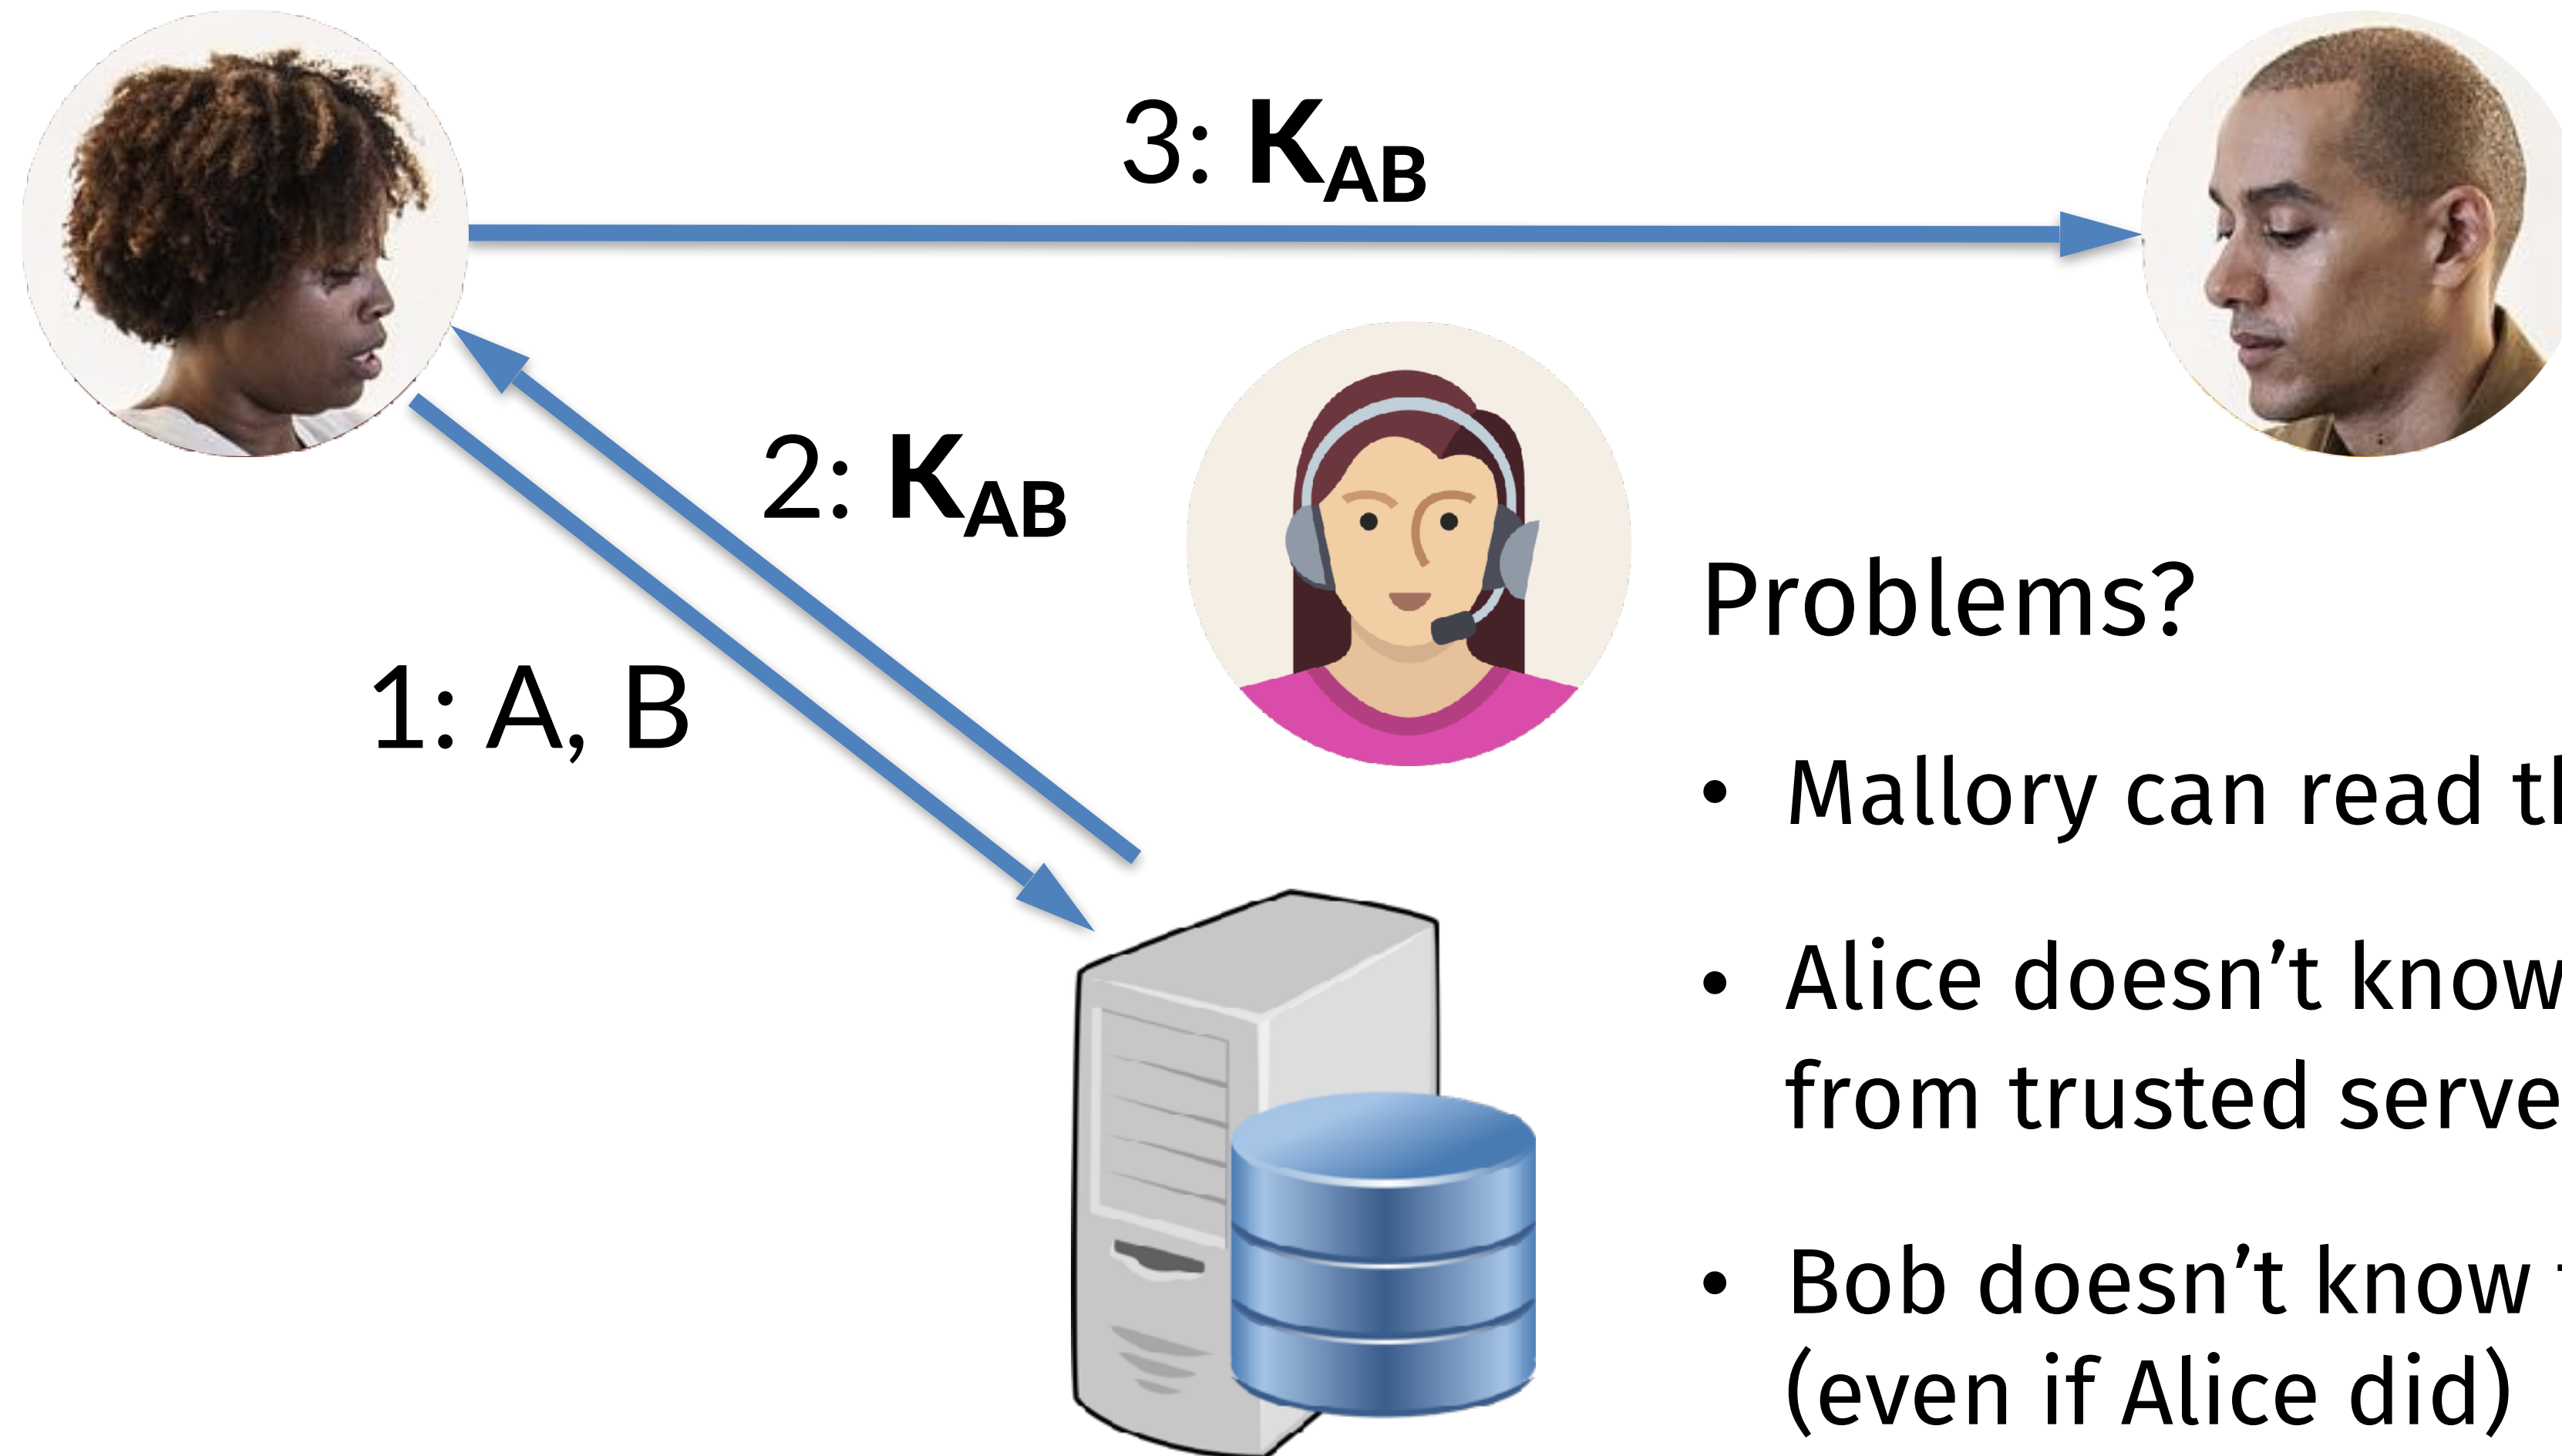 3: KAB
2: KAB
1: A, B
Problems?
• Mallory can read
• Alice doesn’t know
from trusted
• Bob doesn’t know
(even if Alice did)